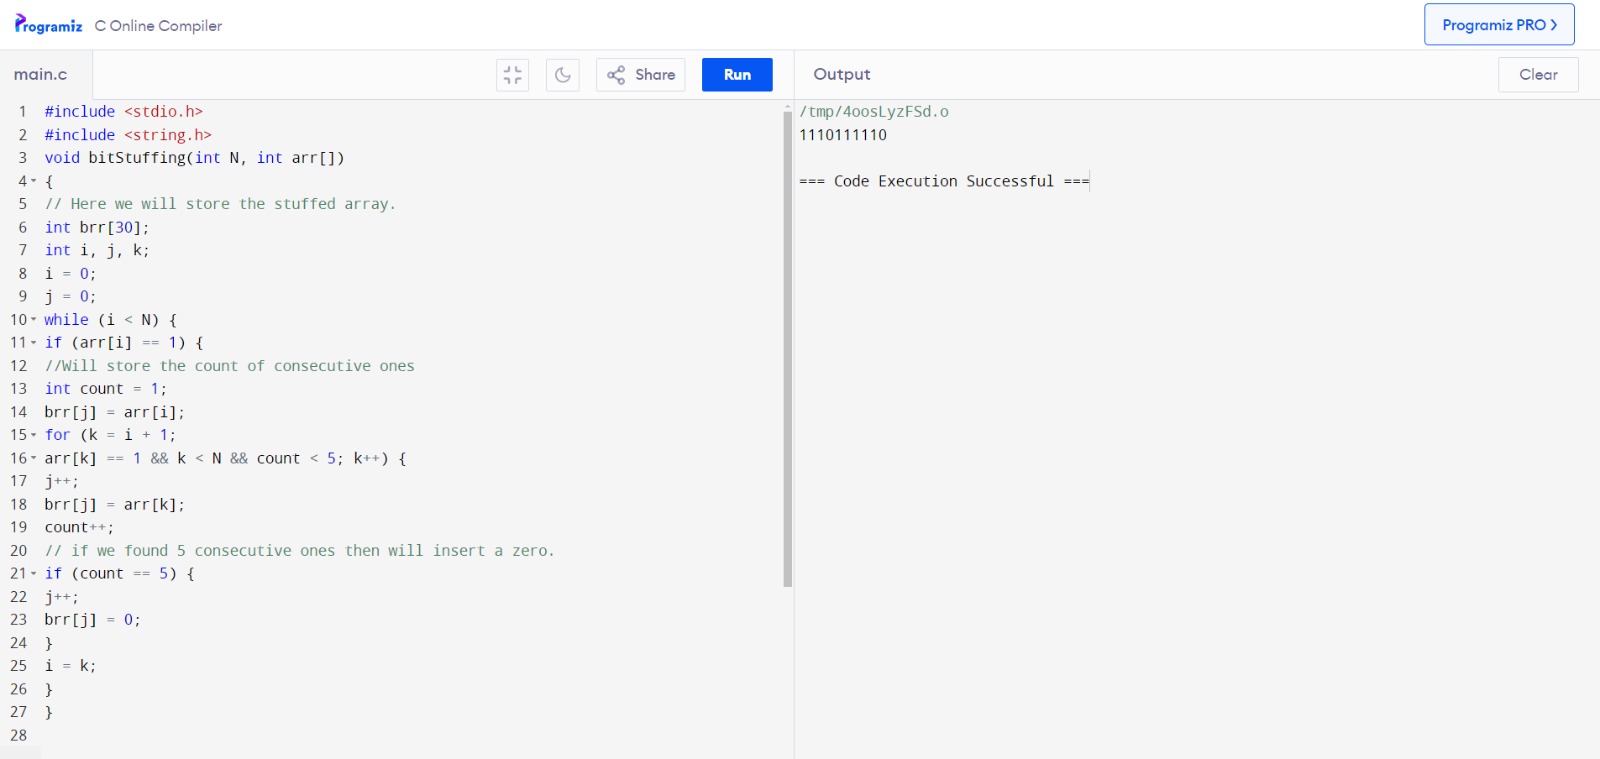 Programiz C Online Compiler
Programiz PRO >
main.c
Share
Run
Output
Clear
1 #include <stdio.h>
2 #include <string.h>
3 void bitStuffing(int N, int arr[])
4 {
5 // Here we will store the stuffed array.
6 int brr[30];
7 int i, j, k;
8 i = 0;
9 j = 0;
10 while (i < N) {
11 if (arr[i] == 1) {
12 //Will store the count of consecutive ones
13 int count = 1;
14 brr[j] = arr[i];
15 for (k = i + 1;
16 arr[k] == 1 && k < N && count < 5; k++) {
17 j++;
18 brr[j] = arr[k];
19 count++;
20 // if we found 5 consecutive ones then will insert a zero.
21 if (count == 5) {
22 j++;
23 brr[j] = 0;
24 }
25 i = k;
26 }
27 }
28
/tmp/4oosLyzFSd.o
1110111110
=== Code Execution Successful ===